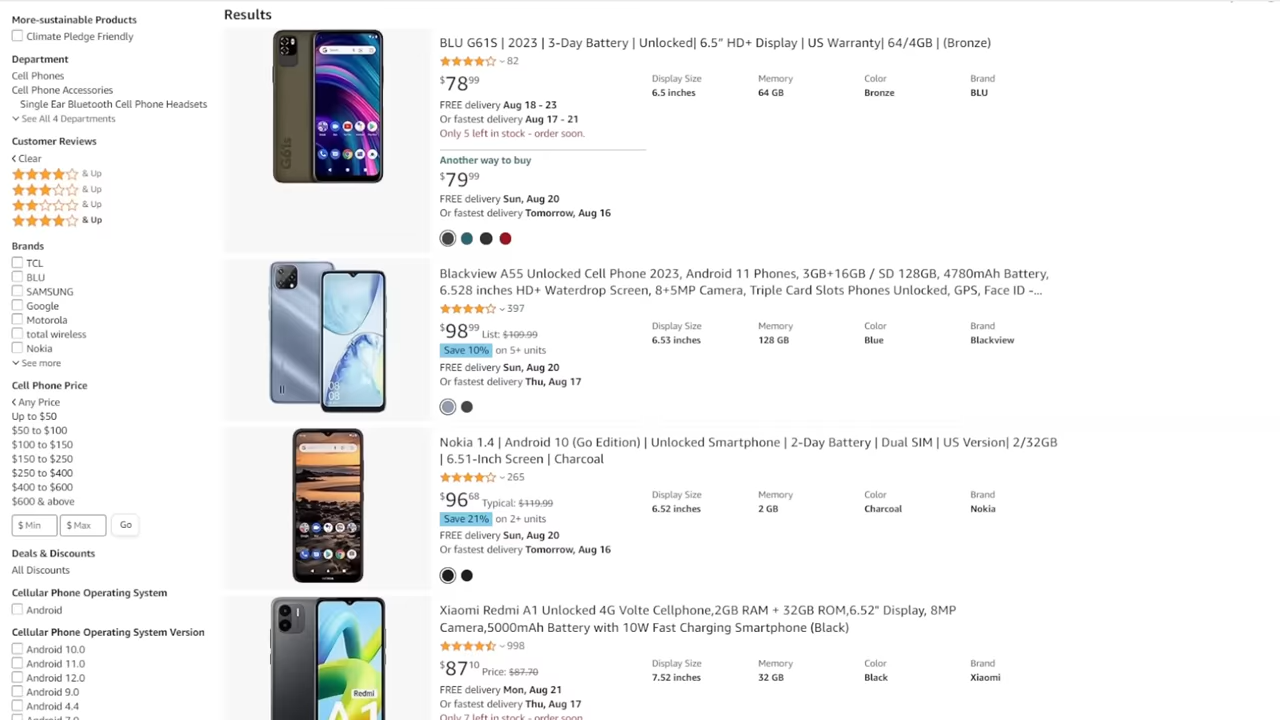 More-sustainable Products
Climate Pledge Friendly
Department
Cell Phones
Cell Phone Accessories
Single Ear Bluetooth Cell Phone Headsets
See All 4 Departments
Customer Reviews
Clear
& Up
& Up
& Up
& Up
Brands
TCL
BLU
SAMSUNG
Google
Motorola
total wireless
Nokia
See more
Cell Phone Price
Any Price
Up to $50
$50 to $100
$100 to $150
$150 to $250
$250 to $400
$400 to $600
$600 & above
$ Min $ Max Go
Deals & Discounts
All Discounts
Cellular Phone Operating System
Android
Cellular Phone Operating System Version
Android 10.0
Android 11.0
Android 12.0
Android 9.0
Android 4.4
Results
G61s
BLU G61S | 2023 | 3-Day Battery | Unlocked| 6.5" HD+ Display | US Warranty| 64/4GB | (Bronze)
82
$78.99
FREE delivery Aug 18 - 23
Or fastest delivery Aug 17 - 21
Only 5 left in stock - order soon.
Display Size Memory Color Brand
6.5 inches 64 GB Bronze BLU
Another way to buy
$79.99
FREE delivery Sun, Aug 20
Or fastest delivery Tomorrow, Aug 16
08
08
Blackview A55 Unlocked Cell Phone 2023, Android 11 Phones, 3GB+16GB / SD 128GB, 4780mAh Battery,
6.528 inches HD+ Waterdrop Screen, 8+5MP Camera, Triple Card Slots Phones Unlocked, GPS, Face ID -...
397
$98.99 List: $109.99
Save 10% on 5+ units
FREE delivery Sun, Aug 20
Or fastest delivery Thu, Aug 17
Display Size Memory Color Brand
6.53 inches 128 GB Blue Blackview
Nokia 1.4 | Android 10 (Go Edition) | Unlocked Smartphone | 2-Day Battery | Dual SIM | US Version| 2/32GB
| 6.51-Inch Screen | Charcoal
265
$96.68 Typical: $119.99
Save 21% on 2+ units
FREE delivery Sun, Aug 20
Or fastest delivery Tomorrow, Aug 16
Display Size Memory Color Brand
6.52 inches 2 GB Charcoal Nokia
Redmi
A1
Xiaomi Redmi A1 Unlocked 4G Volte Cellphone,2GB RAM + 32GB ROM,6.52" Display, 8MP
Camera,5000mAh Battery with 10W Fast Charging Smartphone (Black)
998
$87.10 Price: $87.70
FREE delivery Mon, Aug 21
Or fastest delivery Thu, Aug 17
Only 7 left in stock - order soon
Display Size Memory Color Brand
7.52 inches 32 GB Black Xiaomi